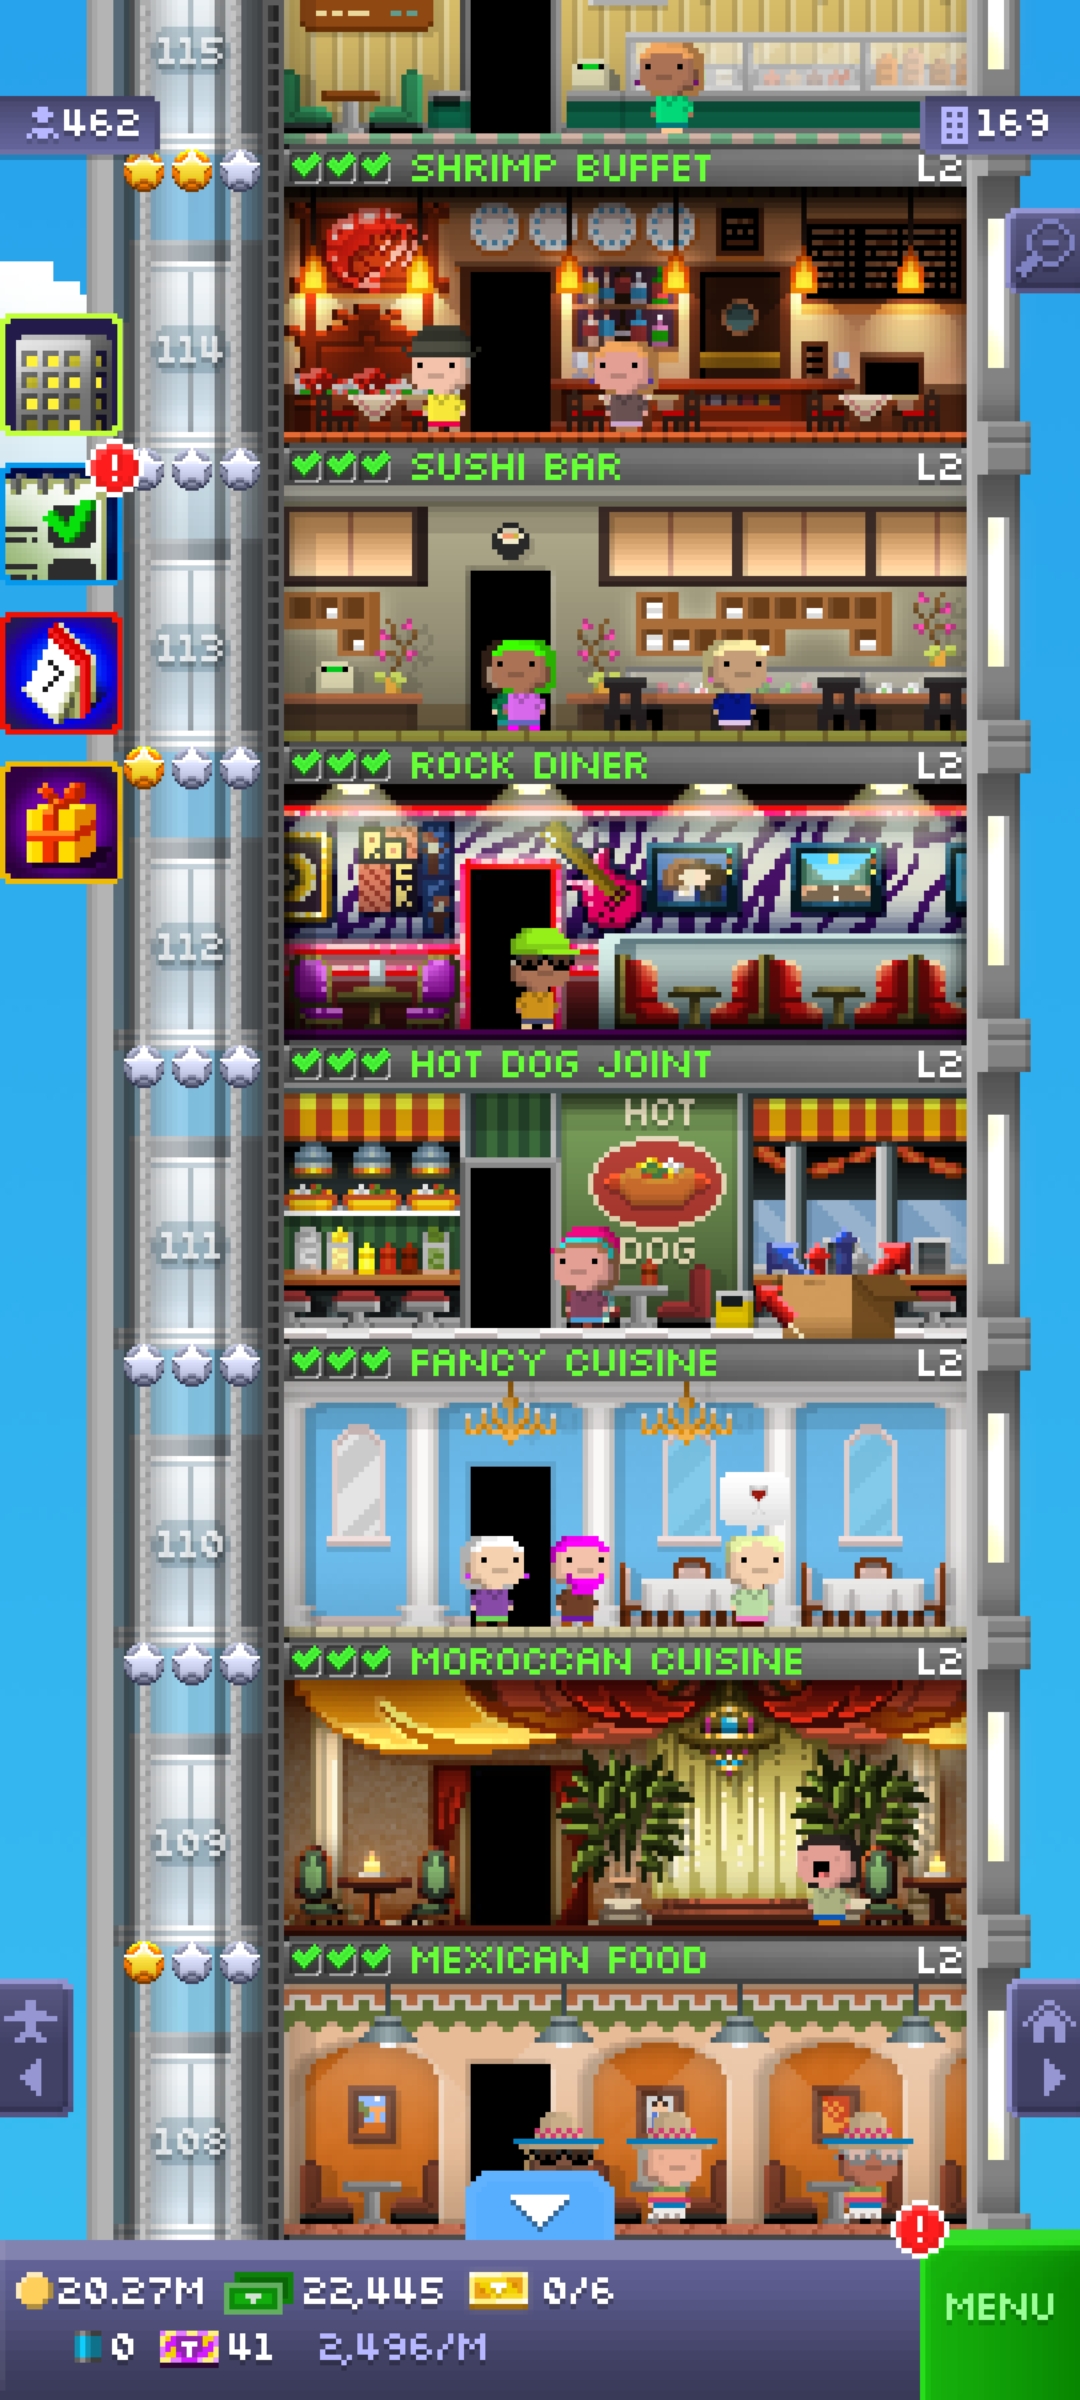 115
462
169
SHRIMP BUFFET L2
114
SUSHI BAR L2
113
ROCK DINER L2
ROCK
112
HOT DOG JOINT L2
HOT
DOG
111
FANCY CUISINE L2
110
MOROCCAN CUISINE L2
109
MEXICAN FOOD L2
108
20.27M 22,445 0/6
0 T 41 2,496/M
MENU